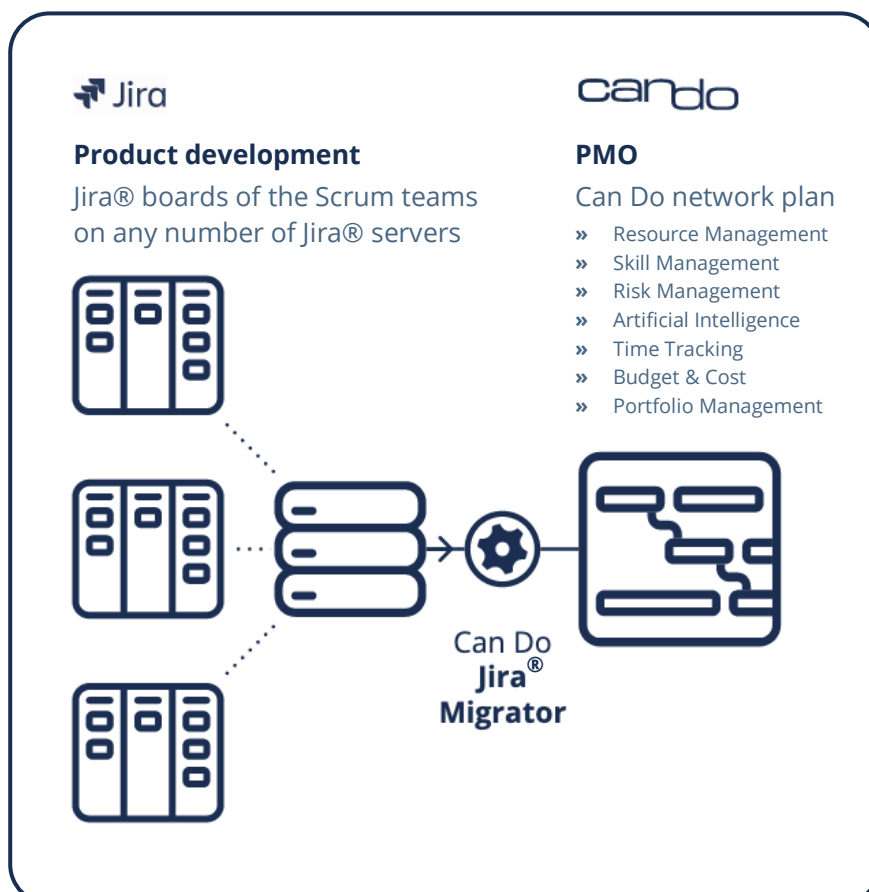 Jira
Product development
Jira® boards of the Scrum teams
on any number of Jira® servers
can do
PMO
Can Do network plan
» Resource Management
» Skill Management
» Risk Management
» Artificial Intelligence
» Time Tracking
» Budget & Cost
» Portfolio Management
Can Do
Jira®
Migrator